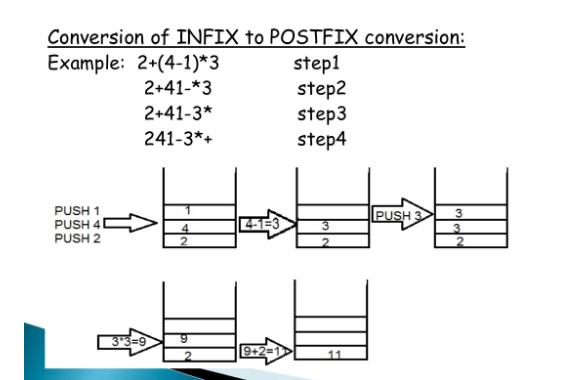 Conversion of INFIX to POSTFIX conversion:
Example: 2+(4-1)*3 step1
2+41-*3 step2
2+41-3* step3
241-3*+ step4
PUSH 1
PUSH 4
PUSH 2
1
4
2
4-1=3
3
2
PUSH 3
3
3
2
3*3=9
9
2
9+2=1
11